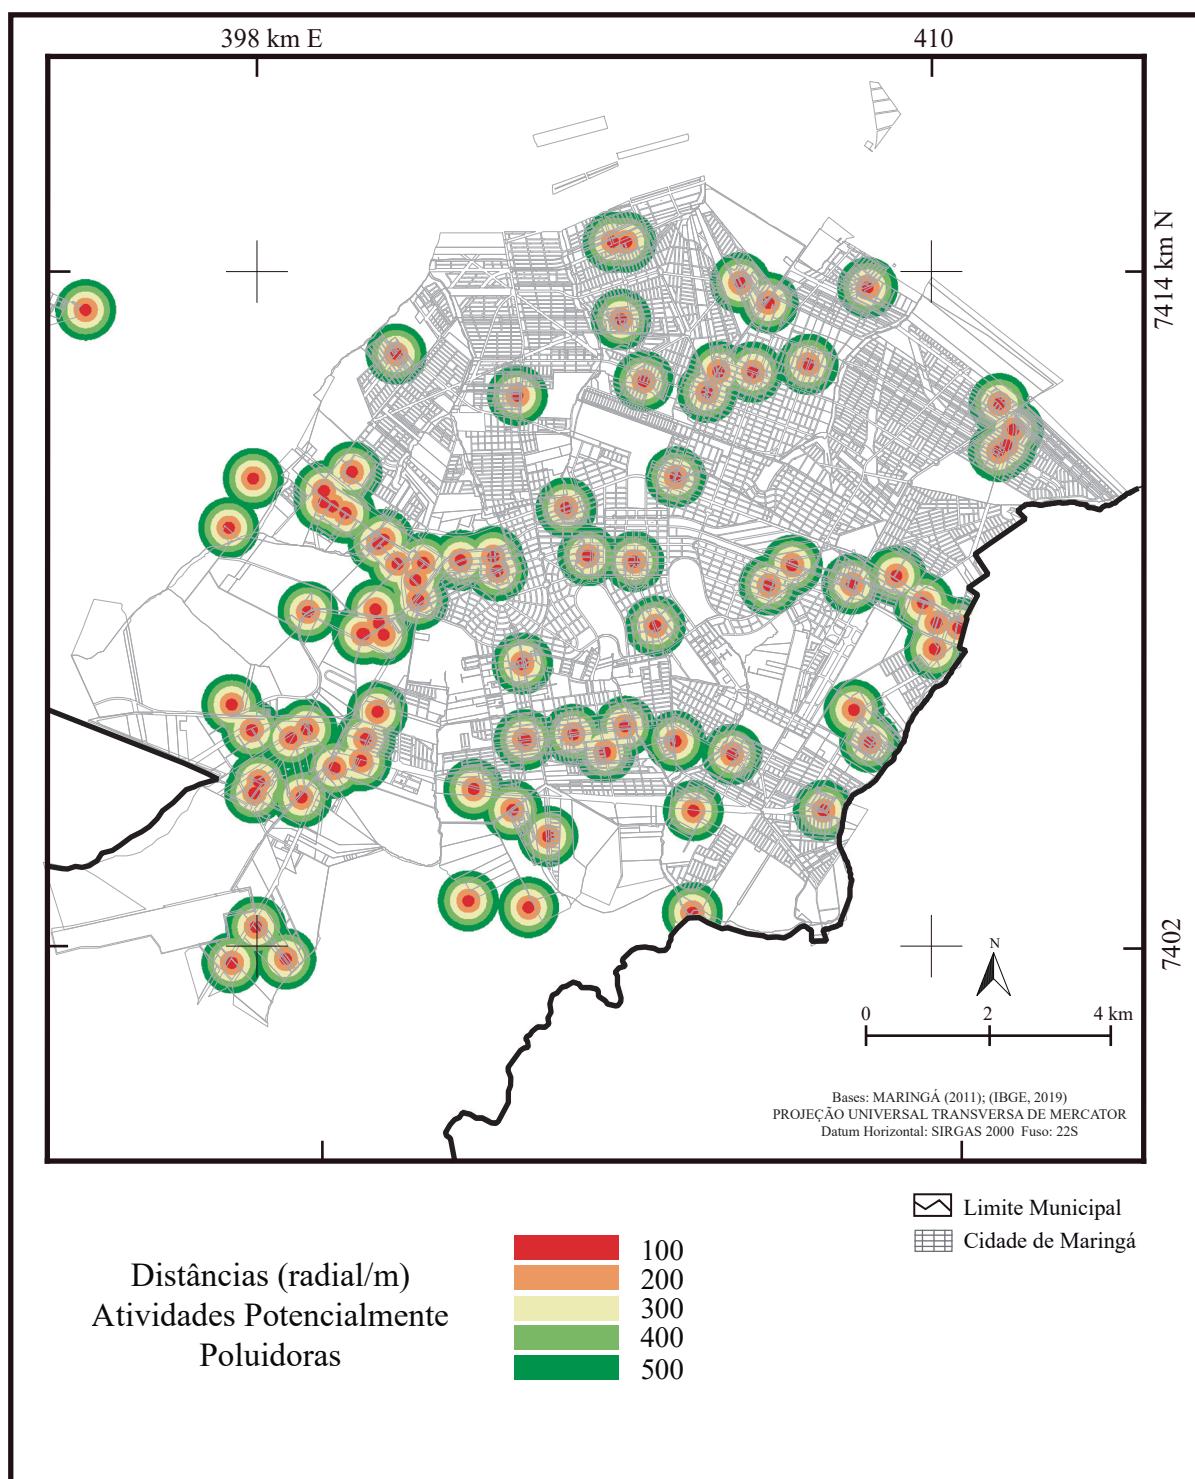 398 km E
410
7414 km N
7402
N
0 2 4 km
Bases: MARINGÁ (2011); (IBGE, 2019)
PROJEÇÃO UNIVERSAL TRANSVERSA DE MERCATOR
Datum Horizontal: SIRGAS 2000 Fuso: 22S
Limite Municipal
Cidade de Maringá
Distâncias (radial/m)
Atividades Potencialmente
Poluidoras
100
200
300
400
500